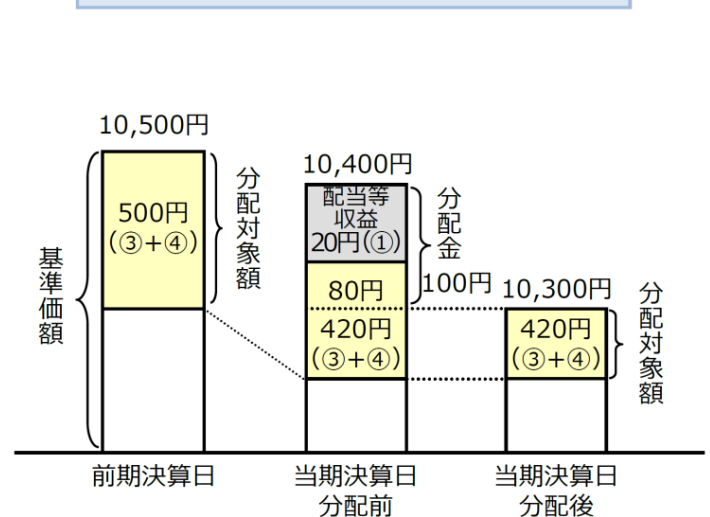 10,500円
500円
(③+④)
分配対象額
基準価額
前期決算日
10,400円
配当等
収益
20円(①)
80円
420円
(③+④)
分配金
100円
当期決算日
分配前
10,300円
420円
(③+④)
分配対象額
当期決算日
分配後